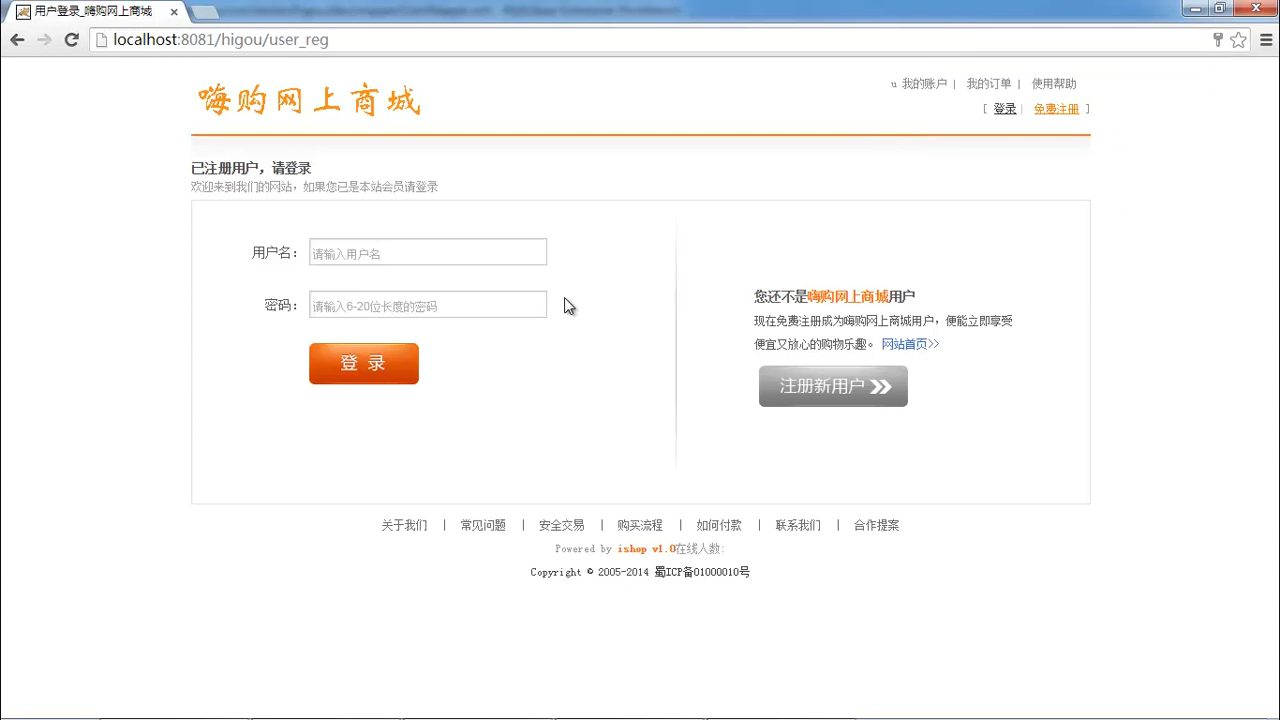 用户登录_嗨购网上商城
localhost:8081/higou/user_reg
嗨购网上商城
u 我的账户 | 我的订单 | 使用帮助
[ 登录 | 免费注册 ]
已注册用户，请登录
欢迎来到我们的网站，如果您已是本站会员请登录
用户名： 请输入用户名
密码： 请输入6-20位长度的密码
登 录
您还不是嗨购网上商城用户
现在免费注册成为嗨购网上商城用户，便能立即享受
便宜又放心的购物乐趣。 网站首页>>
注册新用户
关于我们 | 常见问题 | 安全交易 | 购买流程 | 如何付款 | 联系我们 | 合作提案
Powered by ishop v1.0在线人数:
Copyright © 2005-2014 蜀ICP备01000010号